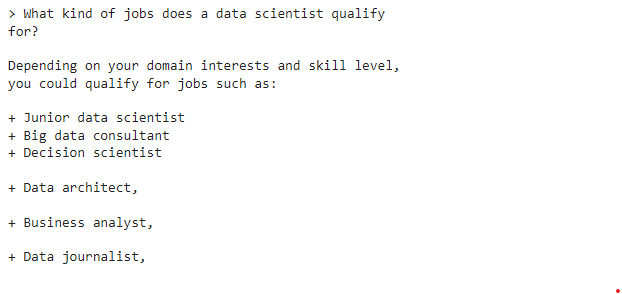 > What kind of jobs does a data scientist qualify
for?
Depending on your domain interests and skill level,
you could qualify for jobs such as:
+ Junior data scientist
+ Big data consultant
+ Decision scientist
+ Data architect,
+ Business analyst,
+ Data journalist,